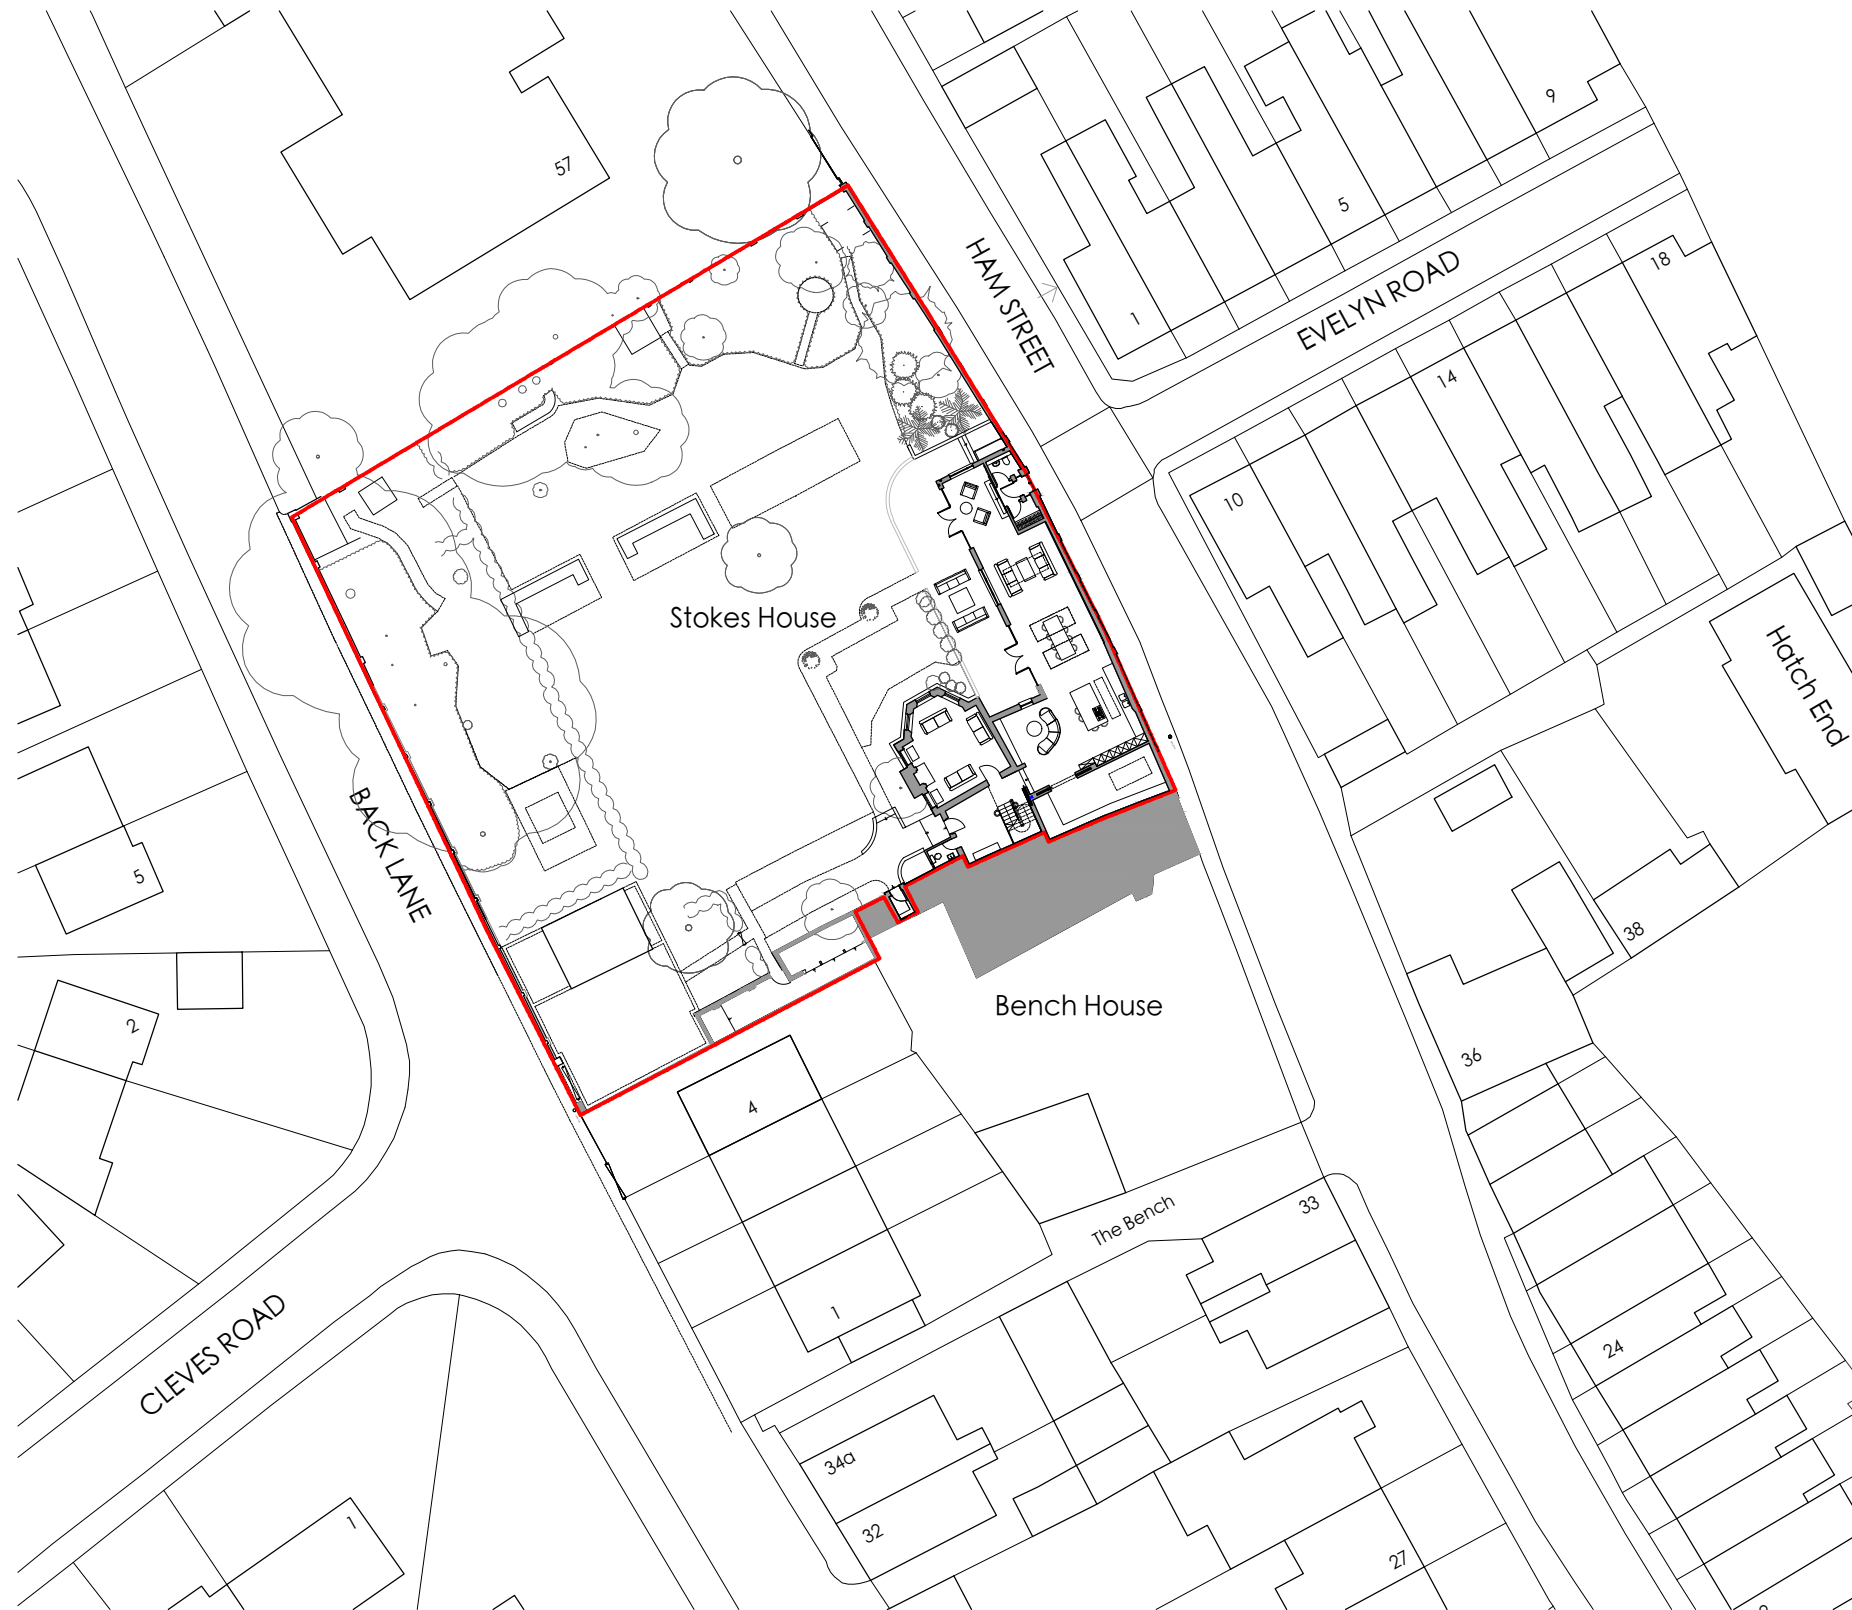 9
57
5
HAM STREET
18
EVELYN ROAD
1
14
10
Stokes House
Hatch End
BACK LANE
5
38
Bench House
2
36
4
The Bench
33
1
24
CLEVES ROAD
34a
1
32
27